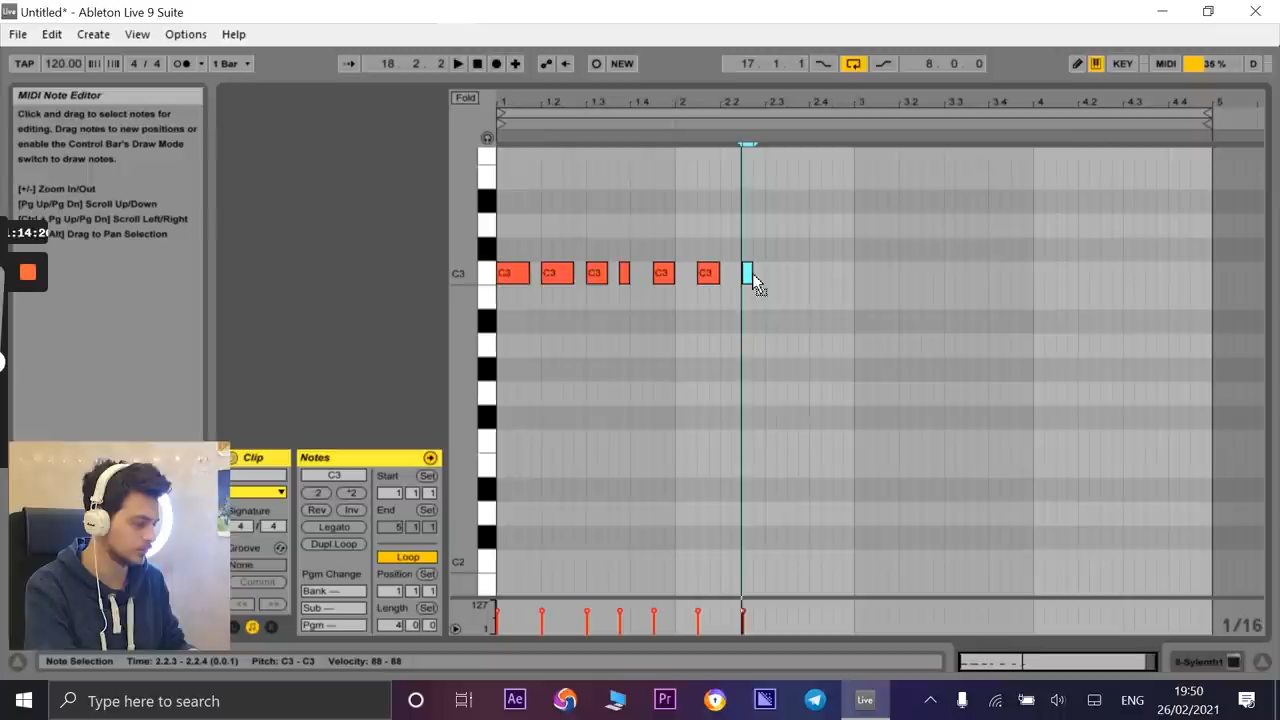 Untitled* - Ableton Live 9 Suite
File Edit Create View Options Help
TAP 120.00 4 / 4 1 Bar 18 . 2 . 2 NEW 17 . 1 . 1 8 . 0 . 0 KEY MIDI 35 % D
MIDI Note Editor
Click and drag to select notes for
editing. Drag notes to new positions or
enable the Control Bar's Draw Mode
switch to draw notes.
[+/-] Zoom In/Out
[Pg Up/Pg Dn] Scroll Up/Down
[Ctrl + Pg Up/Pg Dn] Scroll Left/Right
Alt] Drag to Pan Selection
1:14:20
Fold
1 1.2 1.3 1.4 2 2.2 2.3 2.4 3 3.2 3.3 3.4 4 4.2 4.3 4.4 5
C3 C3 C3 C3 C3 C3
C2
127
1
1/16
Clip
Signature
4 / 4
Groove
None
Commit
<< >>
Notes
C3
:2 *2
Rev Inv
Legato
Dupl.Loop
Pgm Change
Bank ---
Sub ---
Pgm ---
Start Set
1 1 1
End Set
5 1 1
Loop
Position Set
1 1 1
Length Set
4 0 0
Note Selection Time: 2.2.3 - 2.2.4 (0.0.1) Pitch: C3 - C3 Velocity: 88 - 88
8-Sylenth1
Type here to search
Ae Pr Live
ENG
19:50
26/02/2021